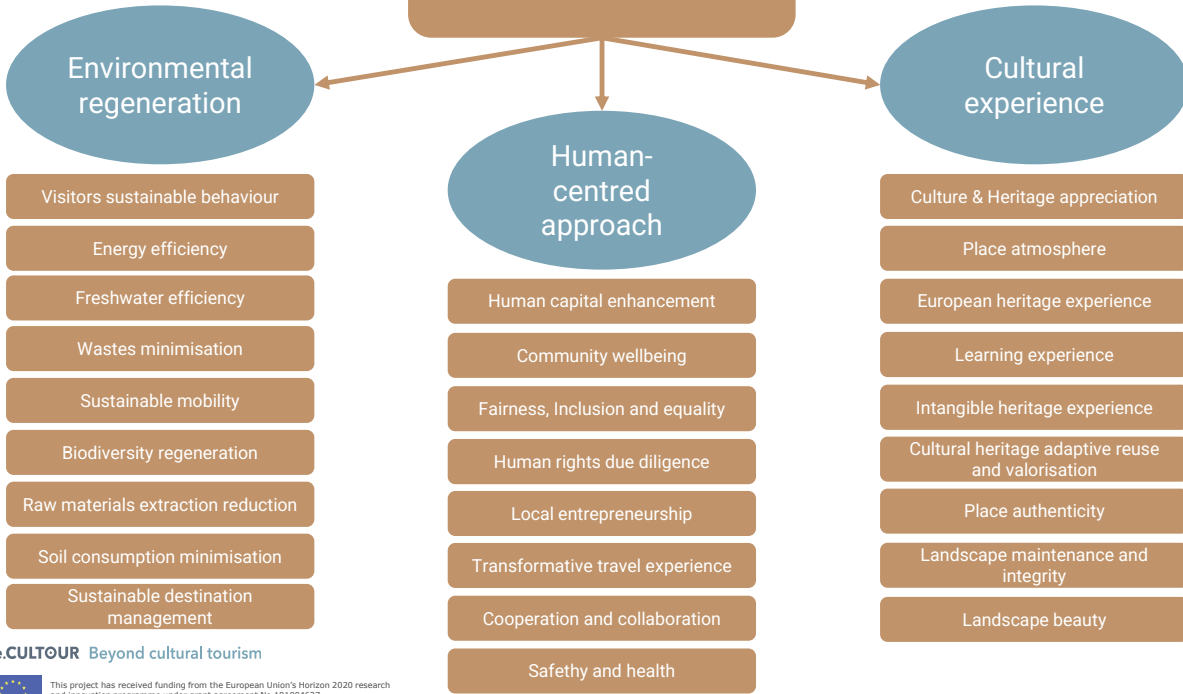 Environmental
regeneration
Visitors sustainable behaviour
Energy efficiency
Freshwater efficiency
Wastes minimisation
Sustainable mobility
Biodiversity regeneration
Raw materials extraction reduction
Soil consumption minimisation
Sustainable destination
management
Human-
centred
approach
Human capital enhancement
Community wellbeing
Fairness, Inclusion and equality
Human rights due diligence
Local entrepreneurship
Transformative travel experience
Cooperation and collaboration
Safethy and health
Cultural
experience
Culture & Heritage appreciation
Place atmosphere
European heritage experience
Learning experience
Intangible heritage experience
Cultural heritage adaptive reuse
and valorisation
Place authenticity
Landscape maintenance and
integrity
Landscape beauty
e.CULTOUR Beyond cultural tourism
This project has received funding from the European Union's Horizon 2020 research